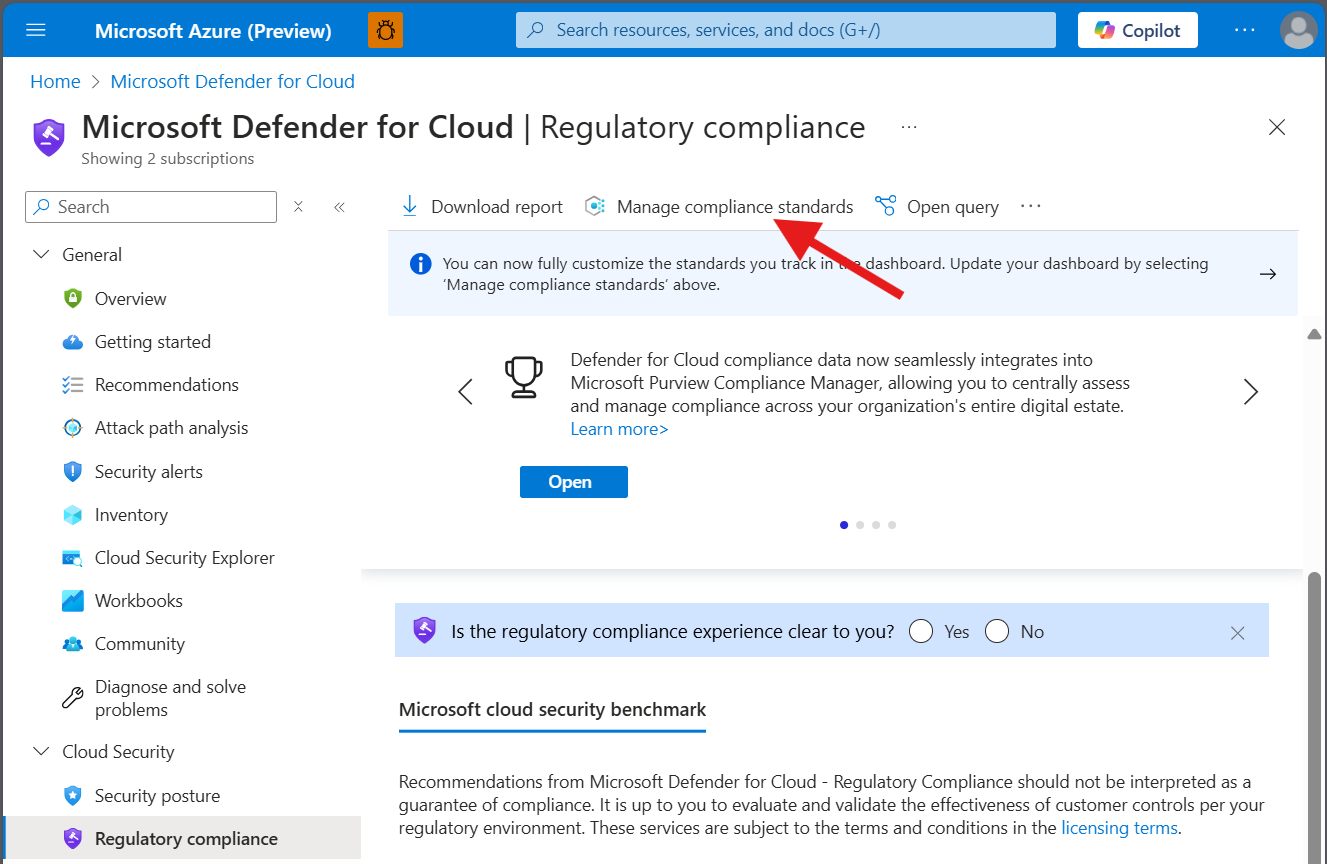 Microsoft Azure (Preview)
Search resources, services, and docs (G+/)
Copilot
Home > Microsoft Defender for Cloud
Microsoft Defender for Cloud | Regulatory compliance
Showing 2 subscriptions
Search
Download report
Manage compliance standards
Open query
General
Overview
Getting started
Recommendations
Attack path analysis
Security alerts
Inventory
Cloud Security Explorer
Workbooks
Community
Diagnose and solve
problems
Cloud Security
Security posture
Regulatory compliance
You can now fully customize the standards you track in the dashboard. Update your dashboard by selecting
‘Manage compliance standards’ above.
Defender for Cloud compliance data now seamlessly integrates into
Microsoft Purview Compliance Manager, allowing you to centrally assess
and manage compliance across your organization's entire digital estate.
Learn more>
Open
Is the regulatory compliance experience clear to you? Yes No
Microsoft cloud security benchmark
Recommendations from Microsoft Defender for Cloud - Regulatory Compliance should not be interpreted as a
guarantee of compliance. It is up to you to evaluate and validate the effectiveness of customer controls per your
regulatory environment. These services are subject to the terms and conditions in the licensing terms.